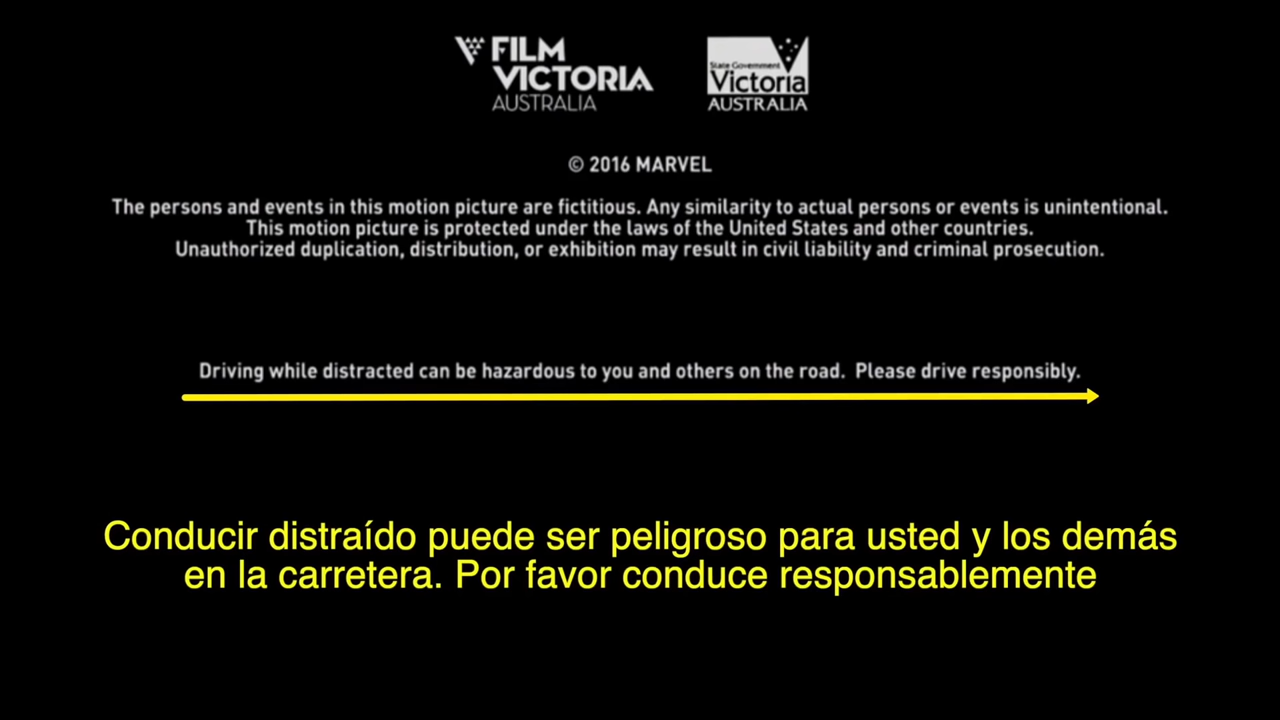 FILM
VICTORIA
AUSTRALIA
State Government
Victoria
AUSTRALIA
© 2016 MARVEL
The persons and events in this motion picture are fictitious. Any similarity to actual persons or events is unintentional.
This motion picture is protected under the laws of the United States and other countries.
Unauthorized duplication, distribution, or exhibition may result in civil liability and criminal prosecution.
Driving while distracted can be hazardous to you and others on the road. Please drive responsibly.
Conducir distraído puede ser peligroso para usted y los demás
en la carretera. Por favor conduce responsablemente